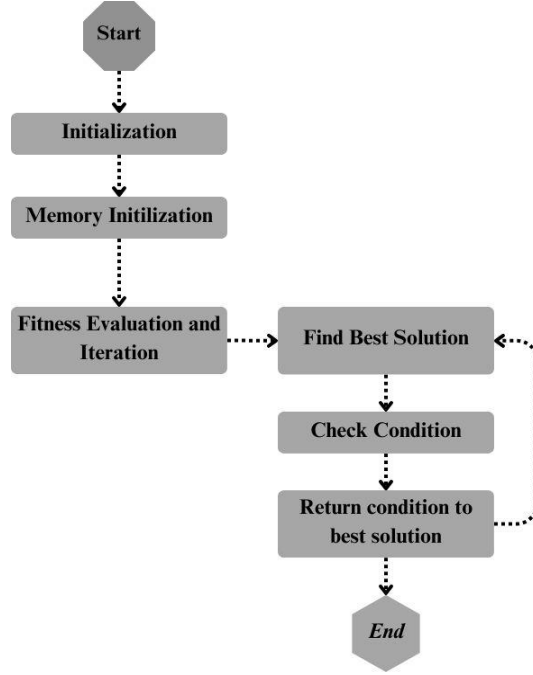 Start
Initialization
Memory Initilization
Fitness Evaluation and
Iteration
Find Best Solution
Check Condition
Return condition to
best solution
End